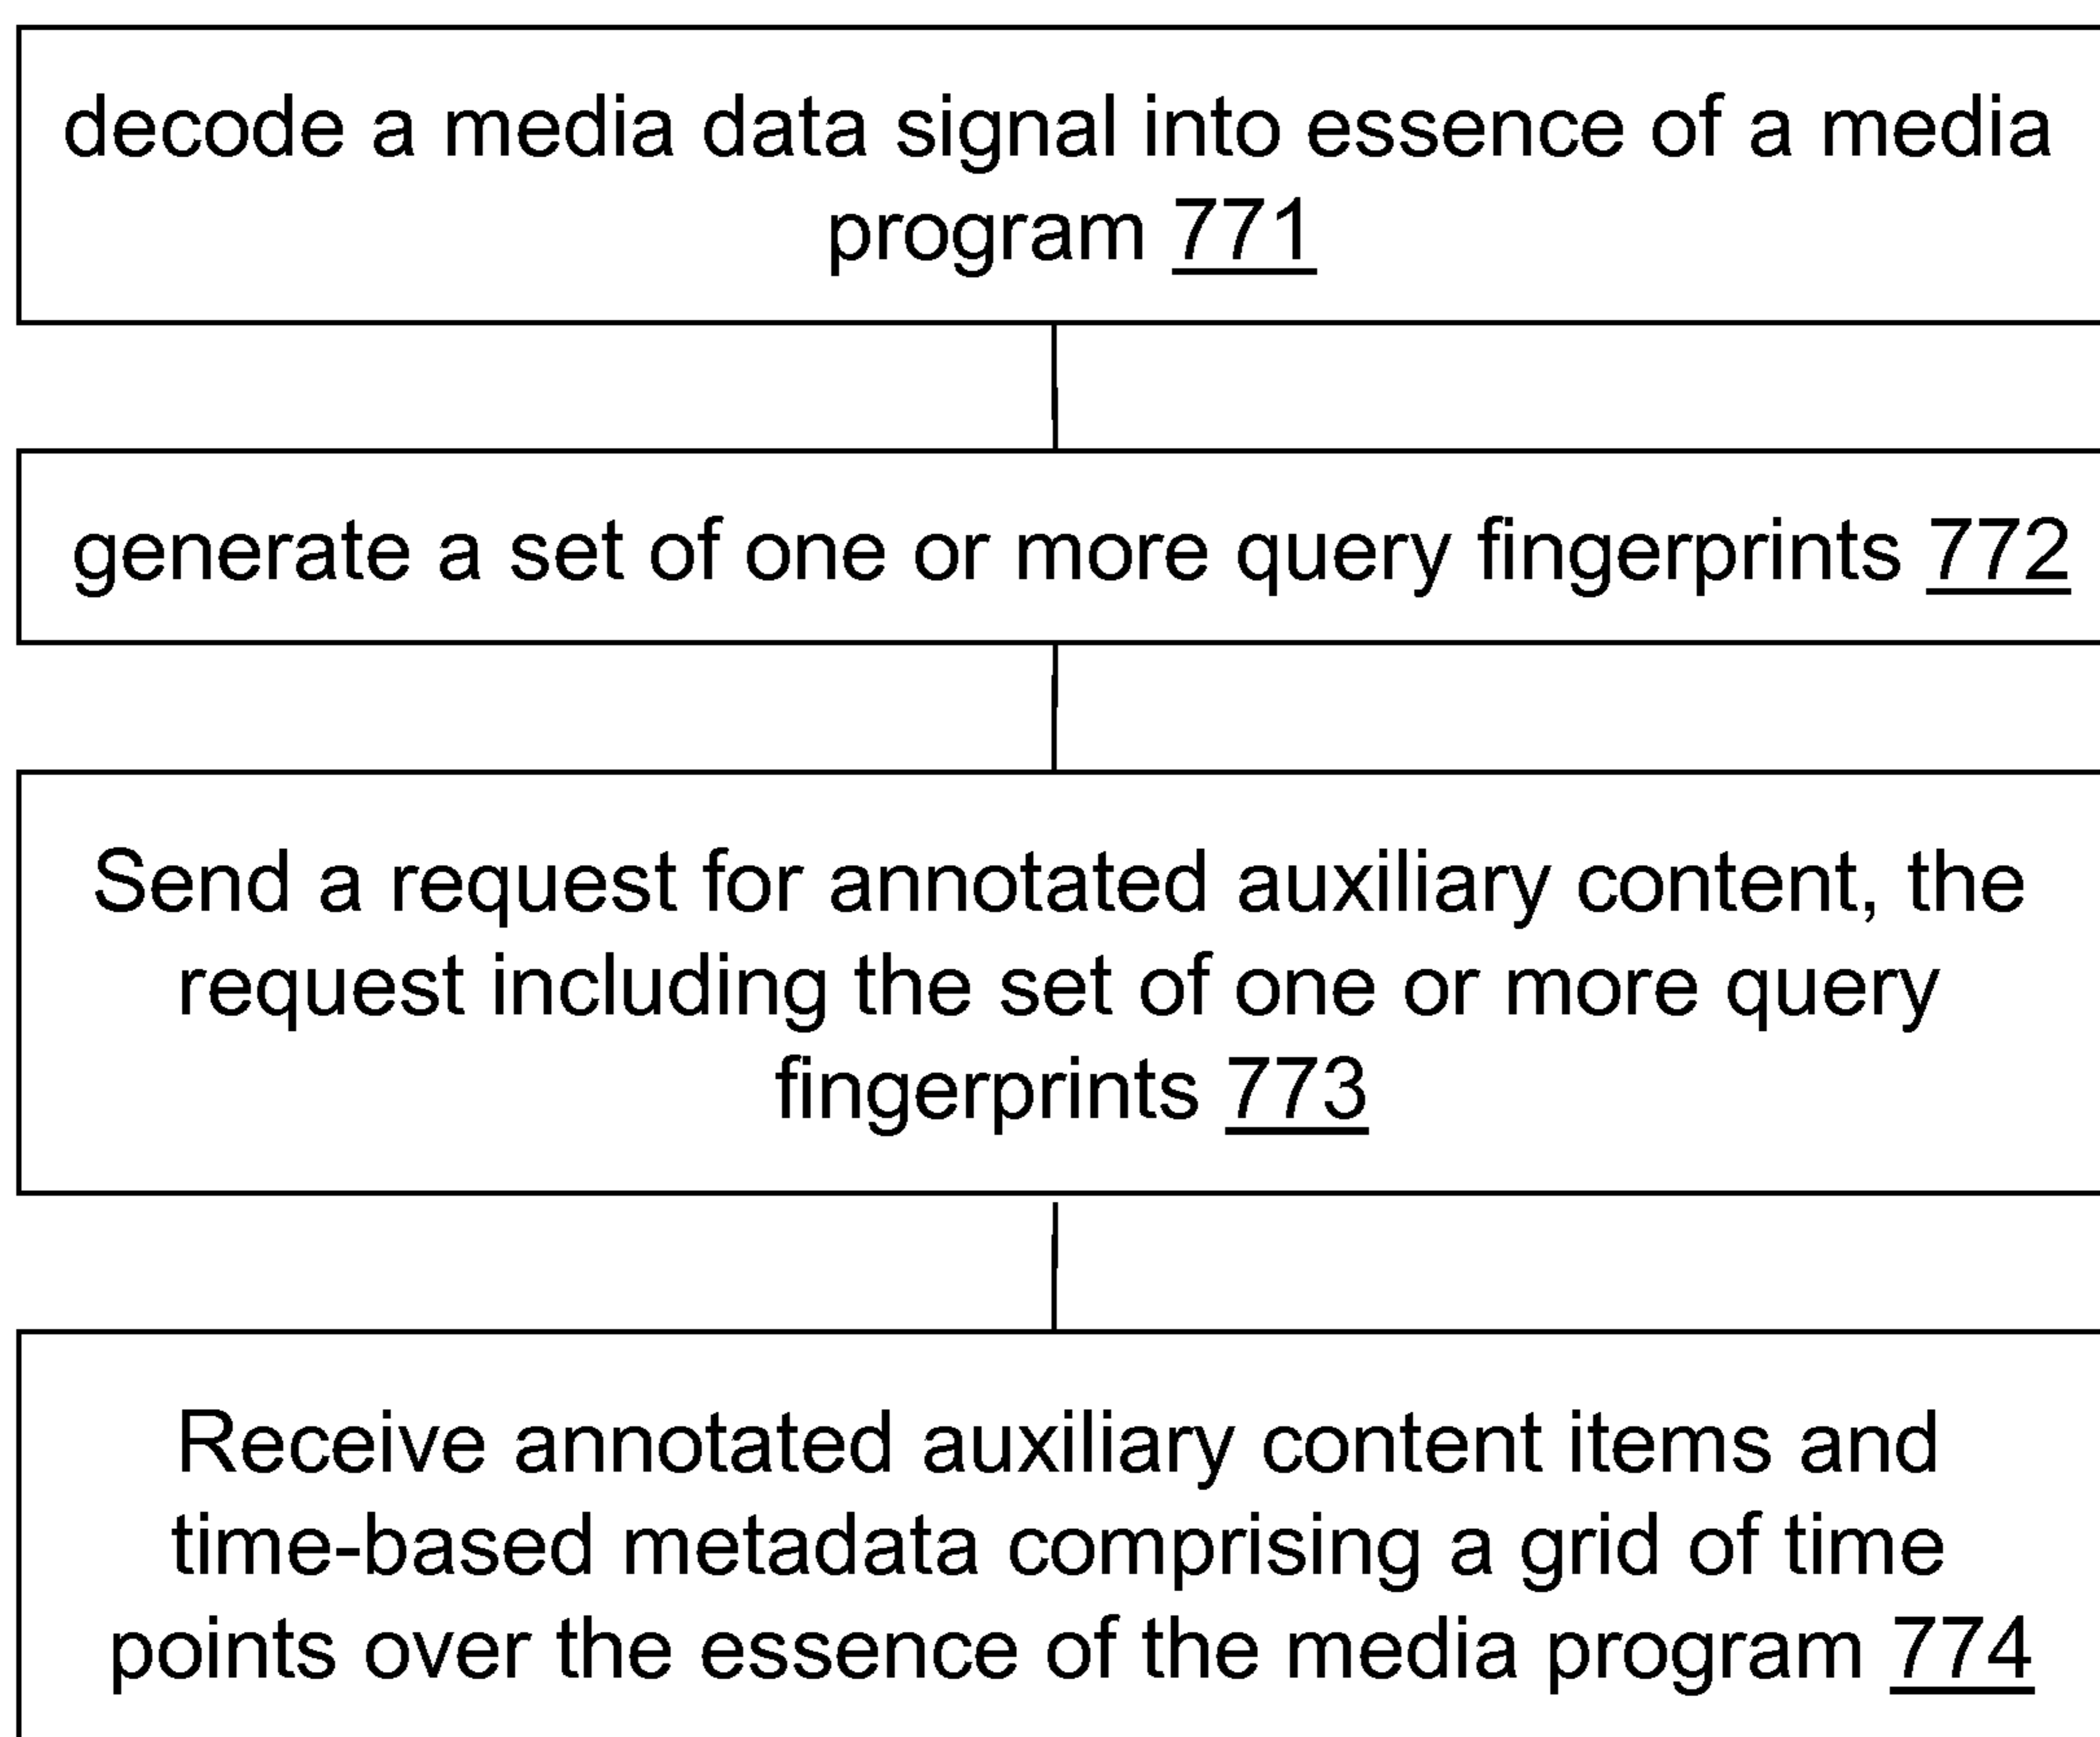 decode a media data signal into essence of a media
program 771
generate a set of one or more query fingerprints 772
Send a request for annotated auxiliary content, the
request including the set of one or more query
fingerprints 773
Receive annotated auxiliary content items and
time-based metadata comprising a grid of time
points over the essence of the media program 774